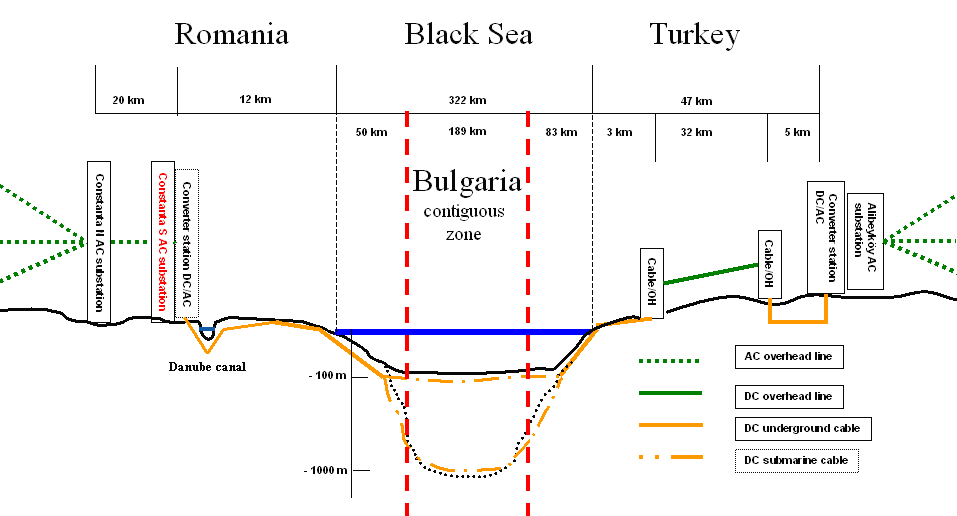 Romania
Black Sea
Turkey
20 km
12 km
322 km
47 km
50 km
189 km
83 km
3 km
32 km
5 km
Bulgaria
contiguous
zone
Constanta N AC substation
Constanta S AC substation
Converter station DC/AC
Cable/OH
Cable/OH
Converter station
DC/AC
Alibeyköy AC
substation
Danube canal
- 100 m
- 1000 m
AC overhead line
DC overhead line
DC underground cable
DC submarine cable